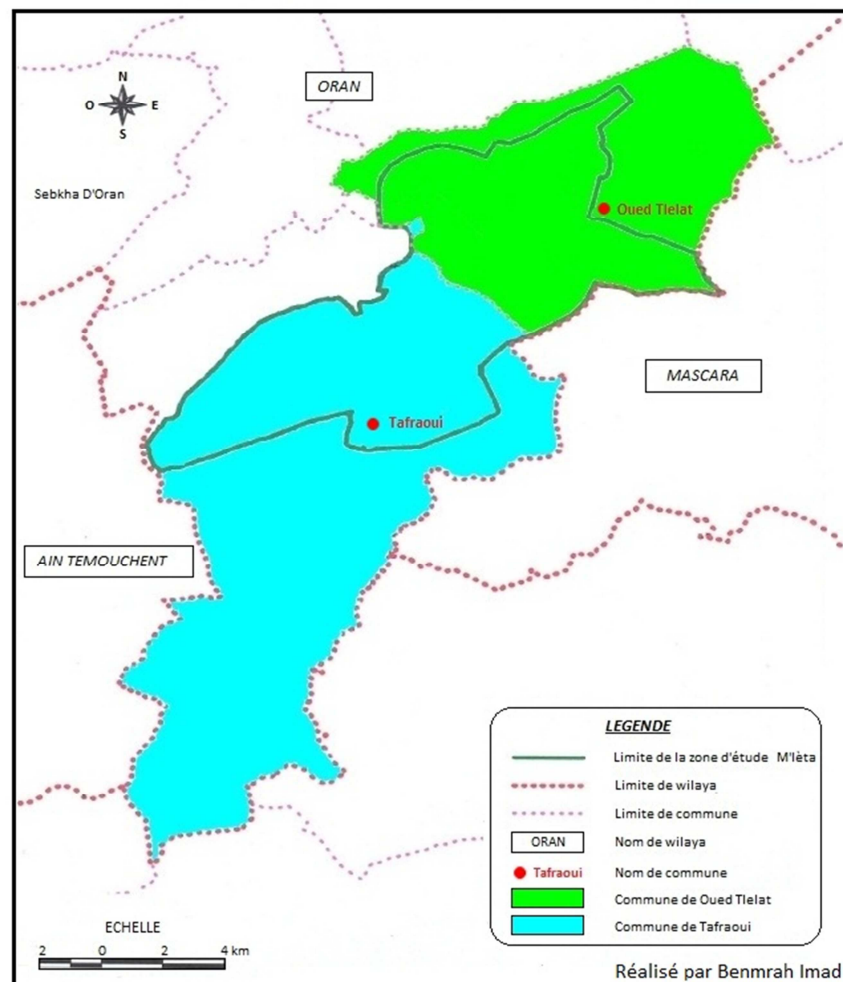 ORAN
N
O E
S
Sebkha D'Oran
Oued Tlelat
MASCARA
Tafraoui
AIN TEMOUCHENT
LEGENDE
Limite de la zone d'étude M'lèta
Limite de wilaya
Limite de commune
ORAN Nom de wilaya
Tafraoui Nom de commune
Commune de Oued Tlelat
Commune de Tafraoui
ECHELLE
2 0 2 4 km
Réalisé par Benmrah Imad